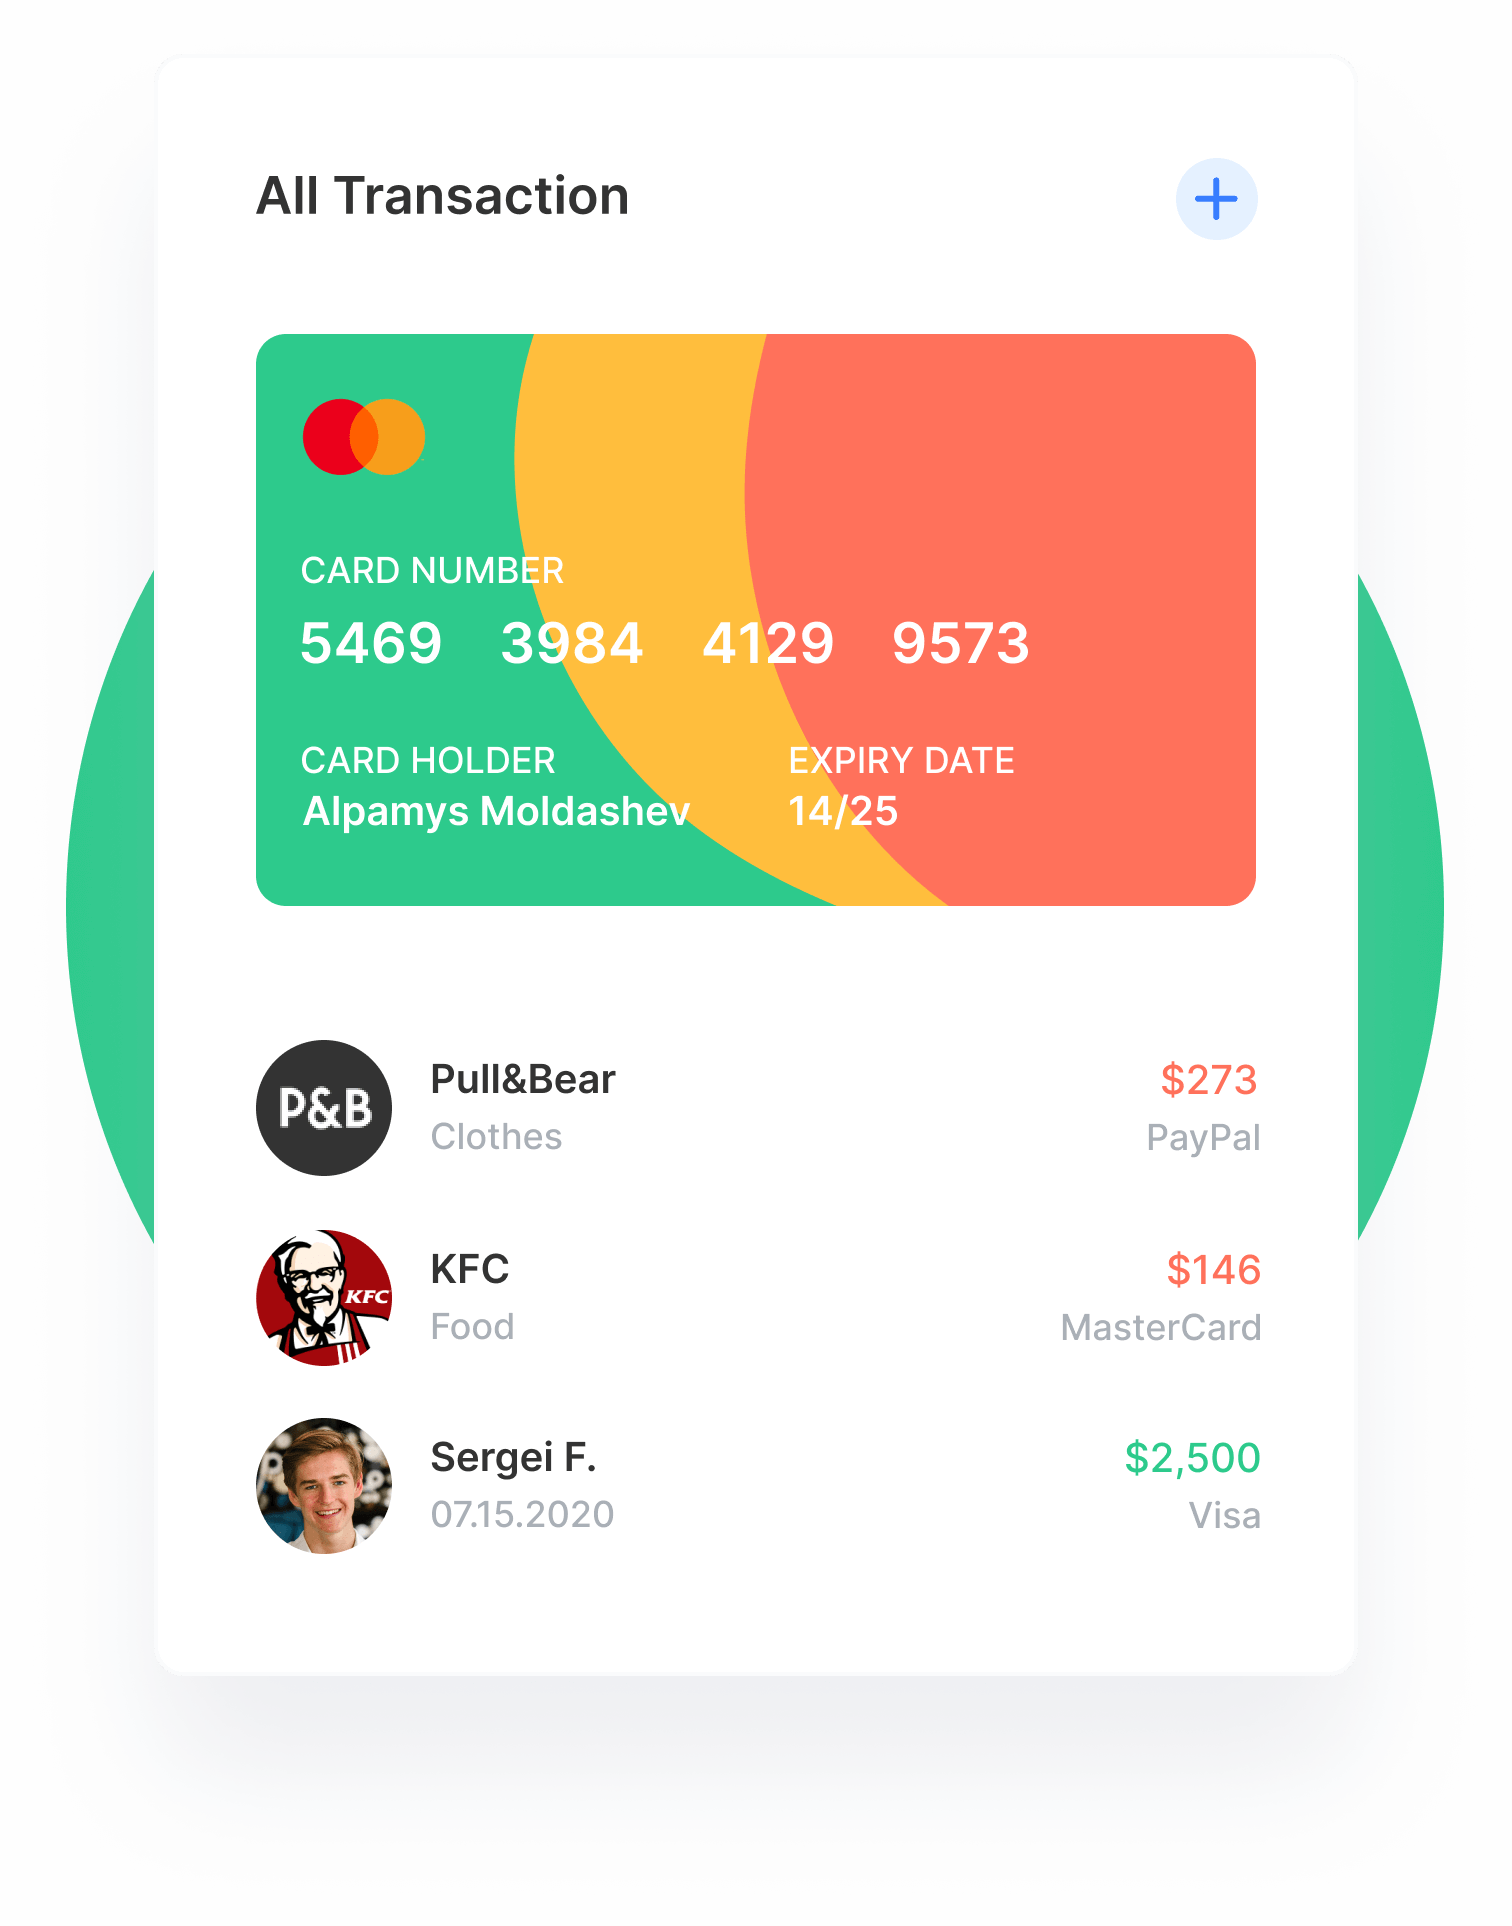 All Transaction
CARD NUMBER
5469 3984 4129 9573
CARD HOLDER
EXPIRY DATE
Alpamys Moldashev
14/25
P&B
Pull&Bear
$273
Clothes
PayPal
KFC
KFC
$146
Food
MasterCard
Sergei F.
$2,500
07.15.2020
Visa